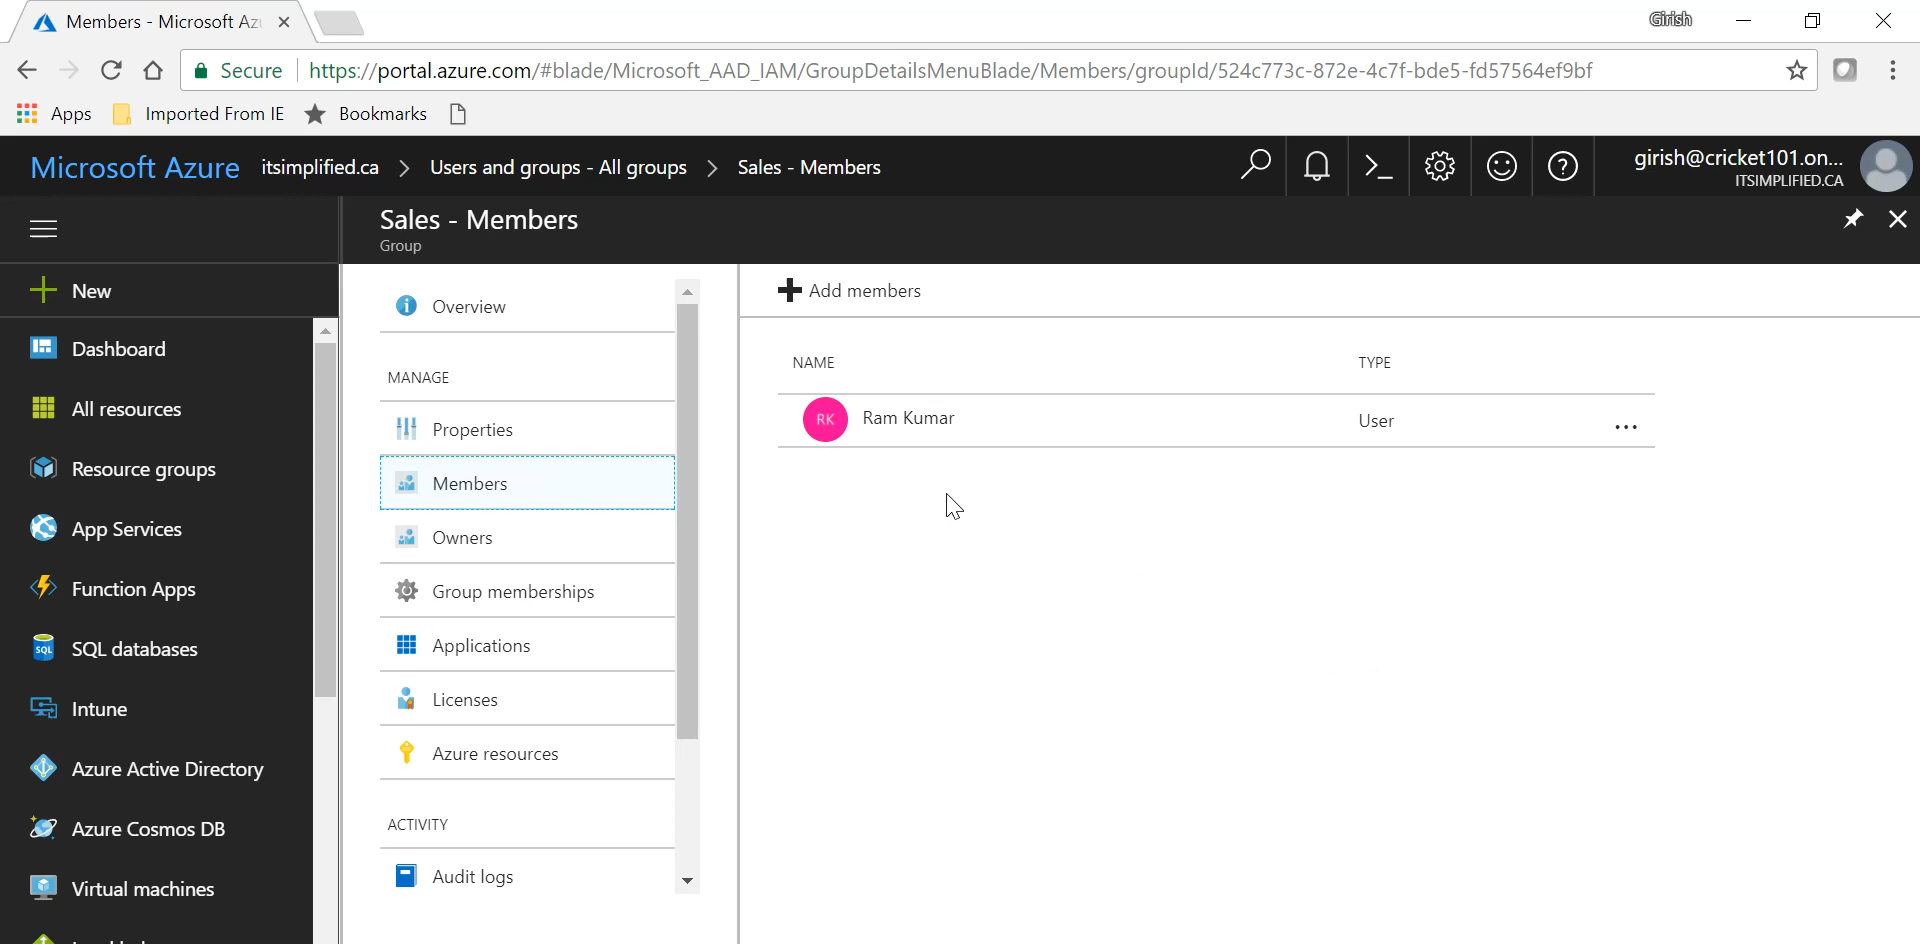 Members - Microsoft Az
Girish
Secure
https://portal.azure.com/#blade/Microsoft_AAD_IAM/GroupDetailsMenuBlade/Members/groupId/524c773c-872e-4c7f-bde5-fd57564ef9bf
Apps
Imported From IE
Bookmarks
Microsoft Azure
itsimplified.ca > Users and groups - All groups > Sales - Members
girish@cricket101.on...
ITSIMPLIFIED.CA
Sales - Members
Group
New
Dashboard
All resources
Resource groups
App Services
Function Apps
SQL databases
Intune
Azure Active Directory
Azure Cosmos DB
Virtual machines
Overview
MANAGE
Properties
Members
Owners
Group memberships
Applications
Licenses
Azure resources
ACTIVITY
Audit logs
Add members
NAME TYPE
RK Ram Kumar User ...